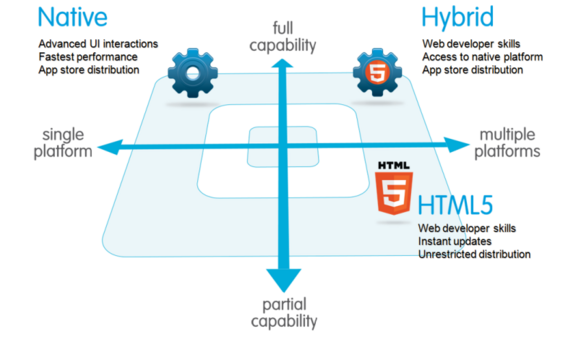 Native
Advanced UI interactions
Fastest performance
App store distribution
full
capability
Hybrid
Web developer skills
Access to native platform
App store distribution
5
single
platform
multiple
platforms
HTML
5
HTML5
Web developer skills
Instant updates
Unrestricted distribution
partial
capability